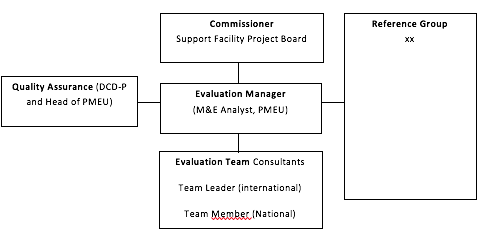 Commissioner
Support Facility Project Board
Reference Group
xx
Quality Assurance (DCD-P
and Head of PMEU)
Evaluation Manager
(M&E Analyst, PMEU)
Evaluation Team Consultants
Team Leader (international)
Team Member (National)